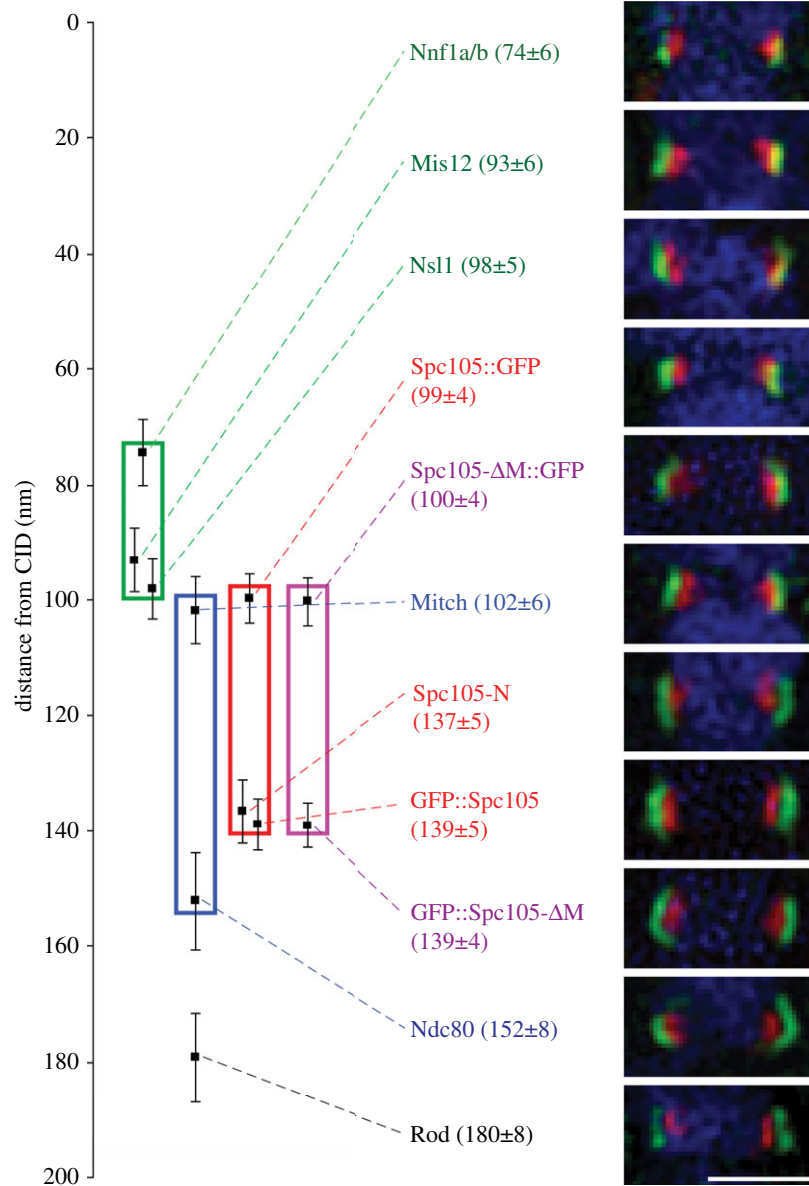 0
20
40
60
80
100
120
140
160
180
200
distance from CID (nm)
Nnf1a/b (74±6)
Mis12 (93±6)
Nsl1 (98±5)
Spc105::GFP
(99±4)
Spc105-ΔM::GFP
(100±4)
Mitch (102±6)
Spc105-N
(137±5)
GFP::Spc105
(139±5)
GFP::Spc105-ΔM
(139±4)
Ndc80 (152±8)
Rod (180±8)